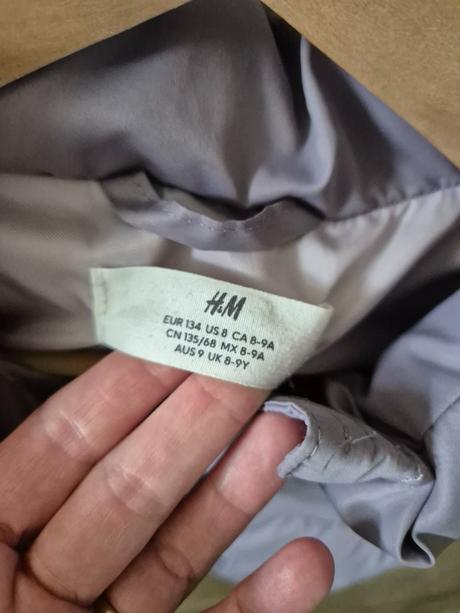 H&M
EUR 134 US 8 CA 8-9A
CN 135/68 MX 8-9A
AUS 9 UK 8-9Y